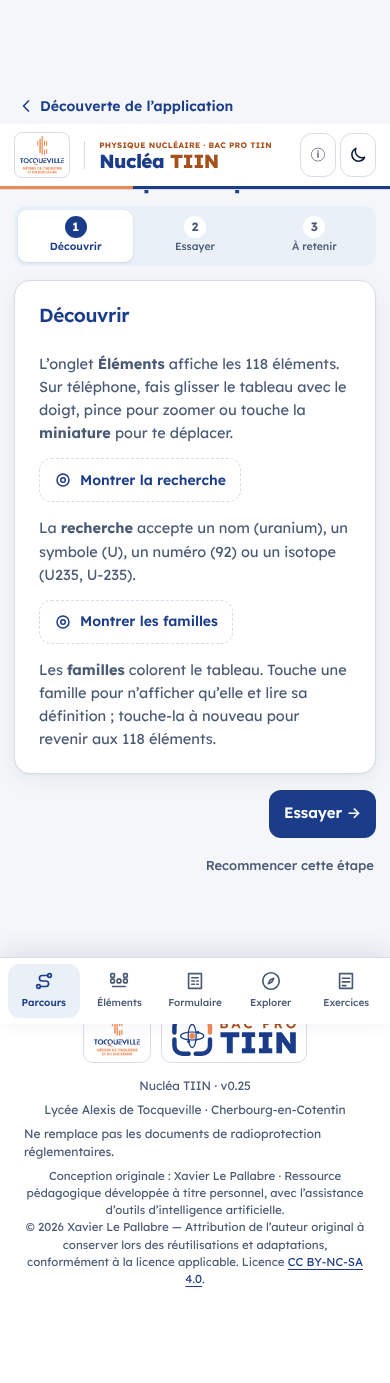 Découverte de l’application
TOCQUEVILLE
PHYSIQUE NUCLÉAIRE · BAC PRO TIIN
Nucléa TIIN
1
Découvrir
2
Essayer
3
À retenir
Découvrir
L’onglet Éléments affiche les 118 éléments.
Sur téléphone, fais glisser le tableau avec le
doigt, pince pour zoomer ou touche la
miniature pour te déplacer.
Montrer la recherche
La recherche accepte un nom (uranium), un
symbole (U), un numéro (92) ou un isotope
(U235, U-235).
Montrer les familles
Les familles colorent le tableau. Touche une
famille pour n’afficher qu’elle et lire sa
définition ; touche-la à nouveau pour
revenir aux 118 éléments.
Essayer →
Recommencer cette étape
Parcours
Éléments
Formulaire
Explorer
Exercices
TOCQUEVILLE
BAC PRO
TIIN
Nucléa TIIN · v0.25
Lycée Alexis de Tocqueville · Cherbourg-en-Cotentin
Ne remplace pas les documents de radioprotection
réglementaires.
Conception originale : Xavier Le Pallabre · Ressource
pédagogique développée à titre personnel, avec l’assistance
d’outils d’intelligence artificielle.
© 2026 Xavier Le Pallabre — Attribution de l’auteur original à
conserver lors des réutilisations et adaptations,
conformément à la licence applicable. Licence CC BY-NC-SA
4.0.